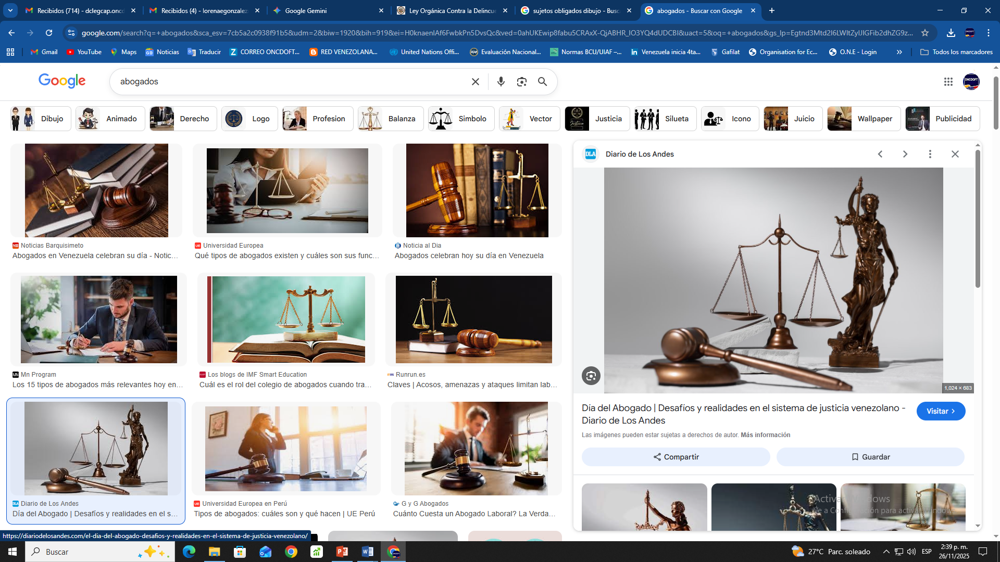 Recibidos (714) - dclegcap.oncd
Recibidos (4) - lorenaegonzalez
Google Gemini
Ley Orgánica Contra la Delincue
sujetos obligados dibujo - Busc
abogados - Buscar con Google
google.com/search?q=+abogados&sca_esv=7cb5a2c0938f91b5&udm=2&biw=1920&bih=919&ei=H0knaenIAf6FwbkPn5DvsQc&ved=0ahUKEwip8fabu5CRAxX-QjABHR_IO3YQ4dUDCBI&uact=5&oq=+abogados&gs_lp=Egtnd3Mtd2l6LWltZyIJIGFib2dhZG9z...
Gmail
YouTube
Maps
Noticias
Traducir
CORREO ONCDOFT...
RED VENEZOLANA...
United Nations Offi...
Evaluación Nacional...
Normas BCU/UIAF –...
Venezuela inicia 4ta...
Gafilat
Organisation for Ec...
O.N.E - Login
Todos los marcadores
Google
abogados
ONCDOFT
Dibujo
Animado
Derecho
Logo
Profesion
Balanza
Simbolo
Vector
Justicia
Silueta
Icono
Juicio
Wallpaper
Publicidad
Noticias Barquisimeto
Abogados en Venezuela celebran su día - Notic...
Universidad Europea
Qué tipos de abogados existen y cuáles son sus func...
Noticia al Dia
Abogados celebran hoy su día en Venezuela
Mn Program
Los 15 tipos de abogados más relevantes hoy en...
Los blogs de IMF Smart Education
Cuál es el rol del colegio de abogados cuando tra...
Runrun.es
Claves | Acosos, amenazas y ataques limitan lab...
Diario de Los Andes
Día del Abogado | Desafíos y realidades en el s...
Universidad Europea en Perú
Tipos de abogados: cuáles son y qué hacen | UE Perú
G y G Abogados
Cuánto Cuesta un Abogado Laboral? La Verda...
DLA
Diario de Los Andes
1,024 × 683
Día del Abogado | Desafíos y realidades en el sistema de justicia venezolano -
Diario de Los Andes
Visitar
Las imágenes pueden estar sujetas a derechos de autor. Más información
Compartir
Guardar
Activar Windows
Ve a Configuración para activar Windows
https://diariodelosandes.com/el-dia-del-abogado-desafios-y-realidades-en-el-sistema-de-justicia-venezolano/
Buscar
27°C Parc. soleado
ESP
2:39 p. m.
26/11/2025